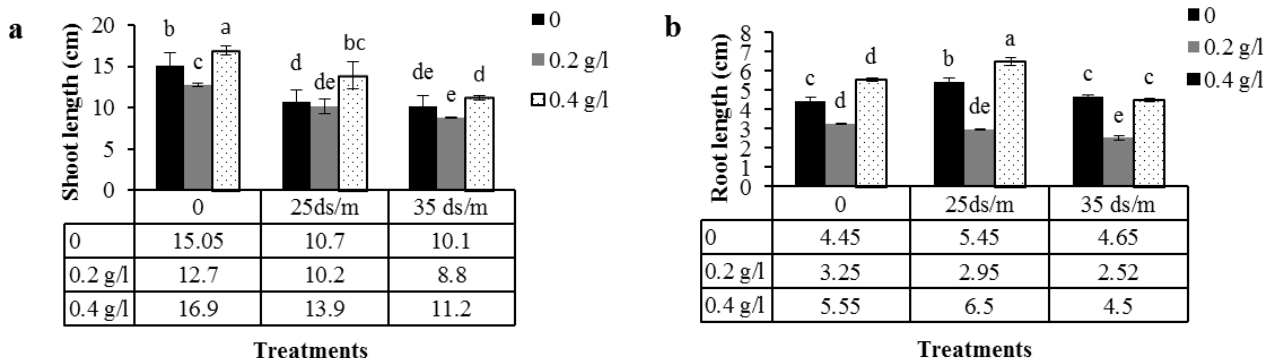 a
Shoot length (cm)
20
15
10
5
0
b
c
a
d
de
bc
de
e
d
0
0.2 g/l
0.4 g/l
0 25ds/m 35 ds/m
0 15.05 10.7 10.1
0.2 g/l 12.7 10.2 8.8
0.4 g/l 16.9 13.9 11.2
Treatments
b
Root length (cm)
8
7
6
5
4
3
2
1
0
c
d
d
b
de
a
c
e
c
0
0.2 g/l
0.4 g/l
0 25ds/m 35 ds/m
0 4.45 5.45 4.65
0.2 g/l 3.25 2.95 2.52
0.4 g/l 5.55 6.5 4.5
Treatments